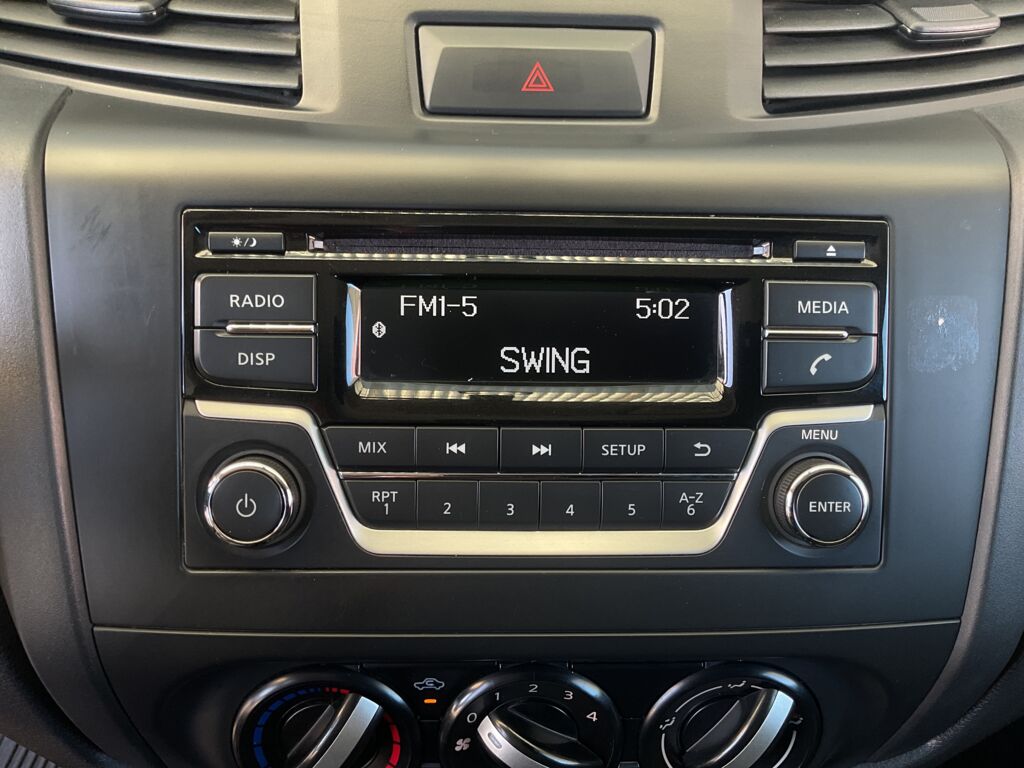 RADIO
DISP
FM1-5 5:02
SWING
MEDIA
MIX
SETUP
MENU
RPT
1
2
3
4
5
A-Z
6
ENTER
0 1 2 3 4